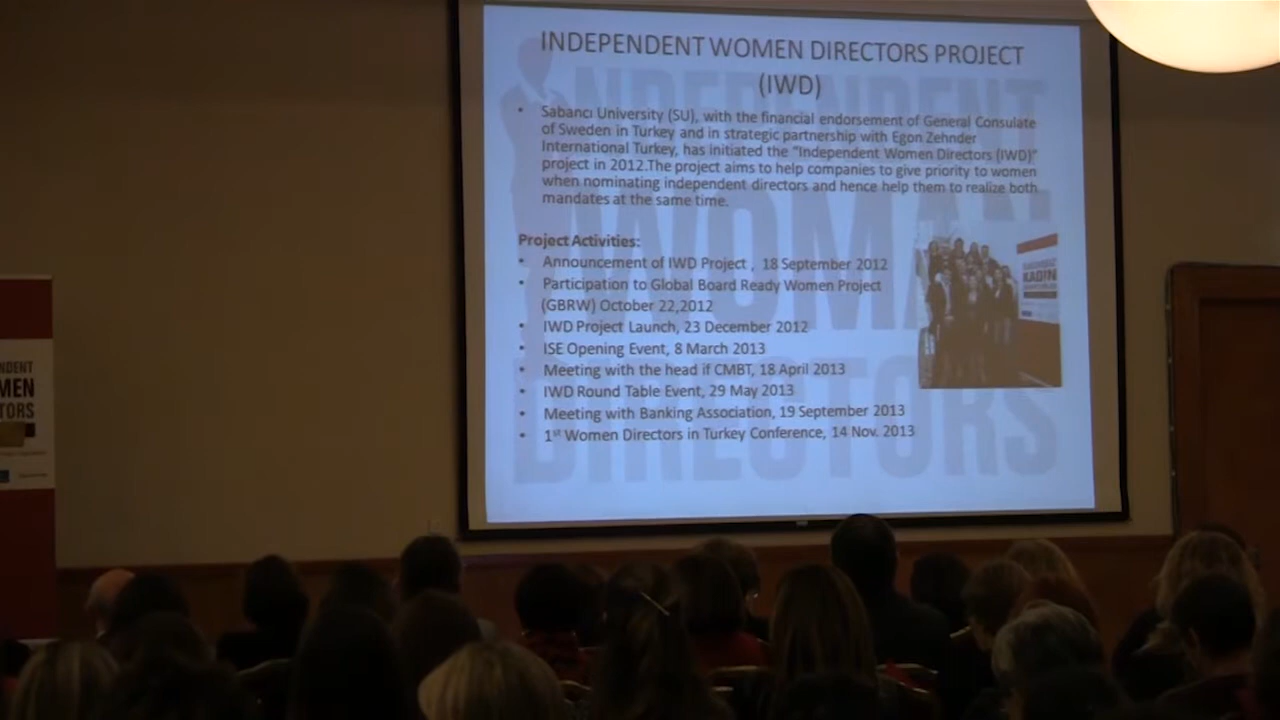 INDEPENDENT WOMEN DIRECTORS PROJECT
(IWD)
• Sabancı University (SU), with the financial endorsement of General Consulate
of Sweden in Turkey and in strategic partnership with Egon Zehnder
International Turkey, has initiated the "Independent Women Directors (IWD)"
project in 2012.The project aims to help companies to give priority to women
when nominating independent directors and hence help them to realize both
mandates at the same time.
Project Activities:
• Announcement of IWD Project , 18 September 2012
• Participation to Global Board Ready Women Project
(GBRW) October 22,2012
• IWD Project Launch, 23 December 2012
• ISE Opening Event, 8 March 2013
• Meeting with the head if CMBT, 18 April 2013
• IWD Round Table Event, 29 May 2013
• Meeting with Banking Association, 19 September 2013
• 1st Women Directors in Turkey Conference, 14 Nov. 2013
INDEPENDENT
WOMAN
DIRECTORS
KADIN
NDENT
MEN
TORS